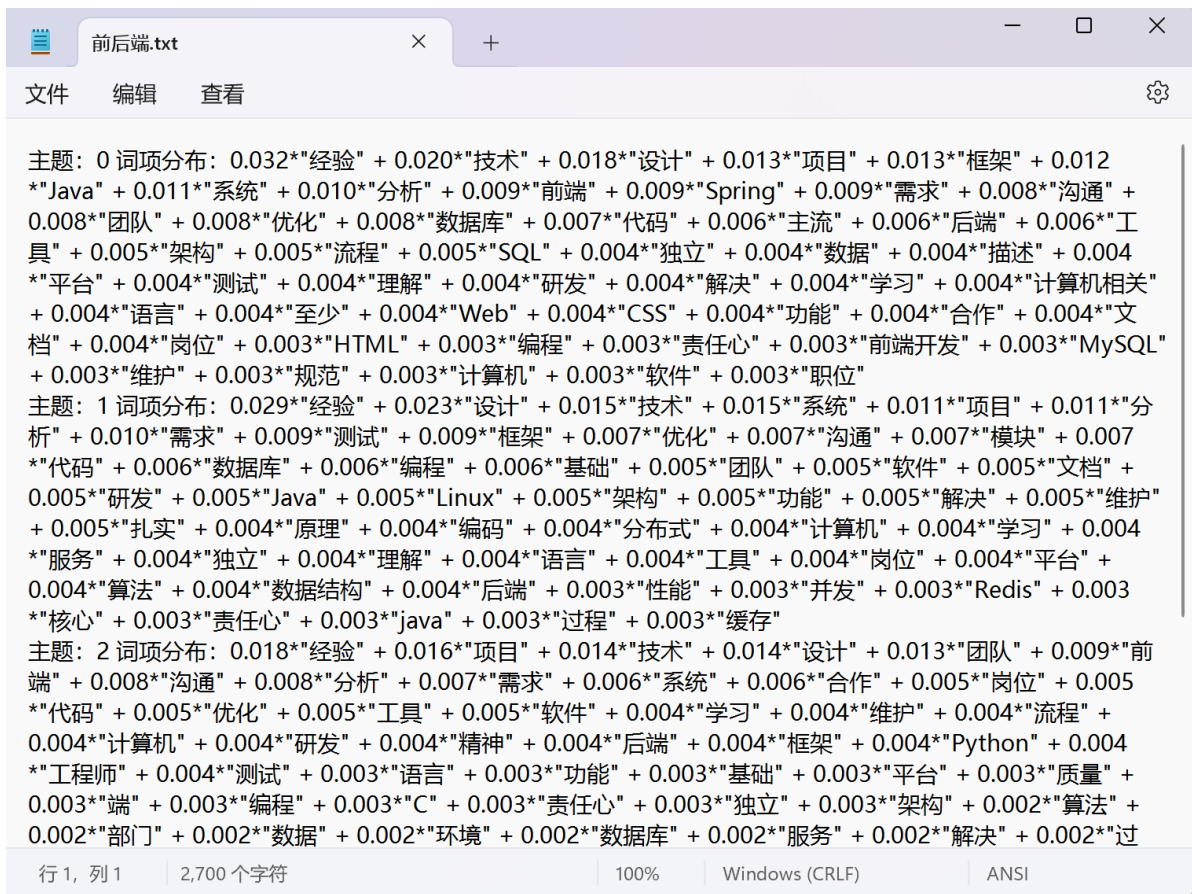 前后端.txt
文件 编辑 查看
主题：0 词项分布：0.032*"经验" + 0.020*"技术" + 0.018*"设计" + 0.013*"项目" + 0.013*"框架" + 0.012
*"Java" + 0.011*"系统" + 0.010*"分析" + 0.009*"前端" + 0.009*"Spring" + 0.009*"需求" + 0.008*"沟通" +
0.008*"团队" + 0.008*"优化" + 0.008*"数据库" + 0.007*"代码" + 0.006*"主流" + 0.006*"后端" + 0.006*"工
具" + 0.005*"架构" + 0.005*"流程" + 0.005*"SQL" + 0.004*"独立" + 0.004*"数据" + 0.004*"描述" + 0.004
*"平台" + 0.004*"测试" + 0.004*"理解" + 0.004*"研发" + 0.004*"解决" + 0.004*"学习" + 0.004*"计算机相关"
+ 0.004*"语言" + 0.004*"至少" + 0.004*"Web" + 0.004*"CSS" + 0.004*"功能" + 0.004*"合作" + 0.004*"文
档" + 0.004*"岗位" + 0.003*"HTML" + 0.003*"编程" + 0.003*"责任心" + 0.003*"前端开发" + 0.003*"MySQL"
+ 0.003*"维护" + 0.003*"规范" + 0.003*"计算机" + 0.003*"软件" + 0.003*"职位"
主题：1 词项分布：0.029*"经验" + 0.023*"设计" + 0.015*"技术" + 0.015*"系统" + 0.011*"项目" + 0.011*"分
析" + 0.010*"需求" + 0.009*"测试" + 0.009*"框架" + 0.007*"优化" + 0.007*"沟通" + 0.007*"模块" + 0.007
*"代码" + 0.006*"数据库" + 0.006*"编程" + 0.006*"基础" + 0.005*"团队" + 0.005*"软件" + 0.005*"文档" +
0.005*"研发" + 0.005*"Java" + 0.005*"Linux" + 0.005*"架构" + 0.005*"功能" + 0.005*"解决" + 0.005*"维护"
+ 0.005*"扎实" + 0.004*"原理" + 0.004*"编码" + 0.004*"分布式" + 0.004*"计算机" + 0.004*"学习" + 0.004
*"服务" + 0.004*"独立" + 0.004*"理解" + 0.004*"语言" + 0.004*"工具" + 0.004*"岗位" + 0.004*"平台" +
0.004*"算法" + 0.004*"数据结构" + 0.004*"后端" + 0.003*"性能" + 0.003*"并发" + 0.003*"Redis" + 0.003
*"核心" + 0.003*"责任心" + 0.003*"java" + 0.003*"过程" + 0.003*"缓存"
主题：2 词项分布：0.018*"经验" + 0.016*"项目" + 0.014*"技术" + 0.014*"设计" + 0.013*"团队" + 0.009*"前
端" + 0.008*"沟通" + 0.008*"分析" + 0.007*"需求" + 0.006*"系统" + 0.006*"合作" + 0.005*"岗位" + 0.005
*"代码" + 0.005*"优化" + 0.005*"工具" + 0.005*"软件" + 0.004*"学习" + 0.004*"维护" + 0.004*"流程" +
0.004*"计算机" + 0.004*"研发" + 0.004*"精神" + 0.004*"后端" + 0.004*"框架" + 0.004*"Python" + 0.004
*"工程师" + 0.004*"测试" + 0.003*"语言" + 0.003*"功能" + 0.003*"基础" + 0.003*"平台" + 0.003*"质量" +
0.003*"端" + 0.003*"编程" + 0.003*"C" + 0.003*"责任心" + 0.003*"独立" + 0.003*"架构" + 0.002*"算法" +
0.002*"部门" + 0.002*"数据" + 0.002*"环境" + 0.002*"数据库" + 0.002*"服务" + 0.002*"解决" + 0.002*"过
行 1，列 1 2,700 个字符 100% Windows (CRLF) ANSI